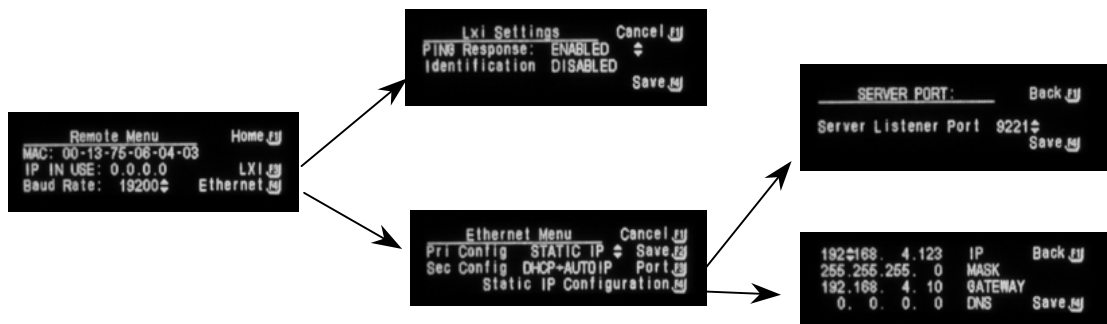 Remote Menu Home F1
MAC: 00-13-75-06-04-03
IP IN USE: 0.0.0.0 LXI F3
Baud Rate: 19200 Ethernet F4
Lxi Settings Cancel F1
PING Response: ENABLED
Identification DISABLED
Save F4
Ethernet Menu Cancel F1
Pri Config STATIC IP Save F2
Sec Config DHCP→AUTOIP Port F3
Static IP Configuration F4
SERVER PORT: Back F1
Server Listener Port 9221
Save F4
192 168. 4.123 IP Back F1
255.255.255. 0 MASK
192.168. 4. 10 GATEWAY
0. 0. 0. 0 DNS Save F4